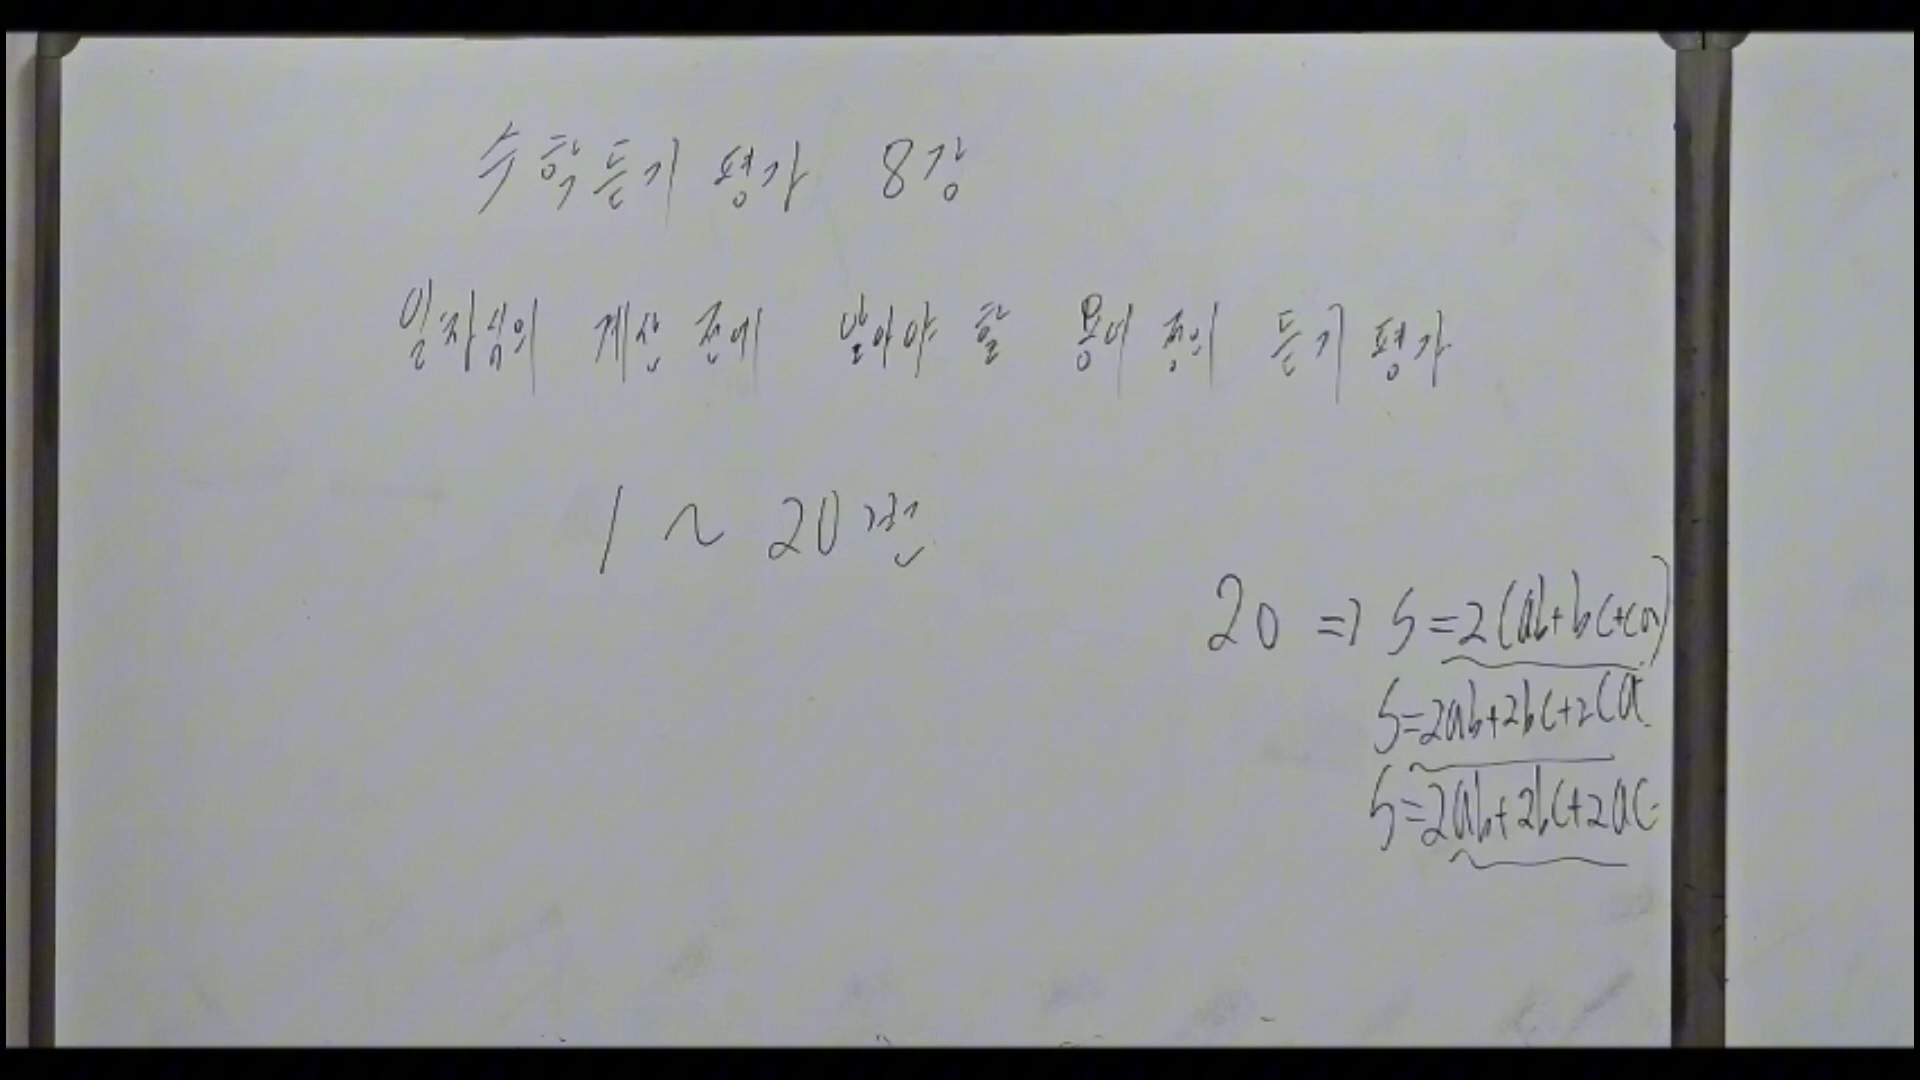 수학듣기 평가 8강
일차식의 계산 전에 알아야 할 용어 정의 듣기평가
1 ~ 20번
20 => S=2(ab+bc+ca)
S=2ab+2bc+2ca
S=2ab+2bc+2ac